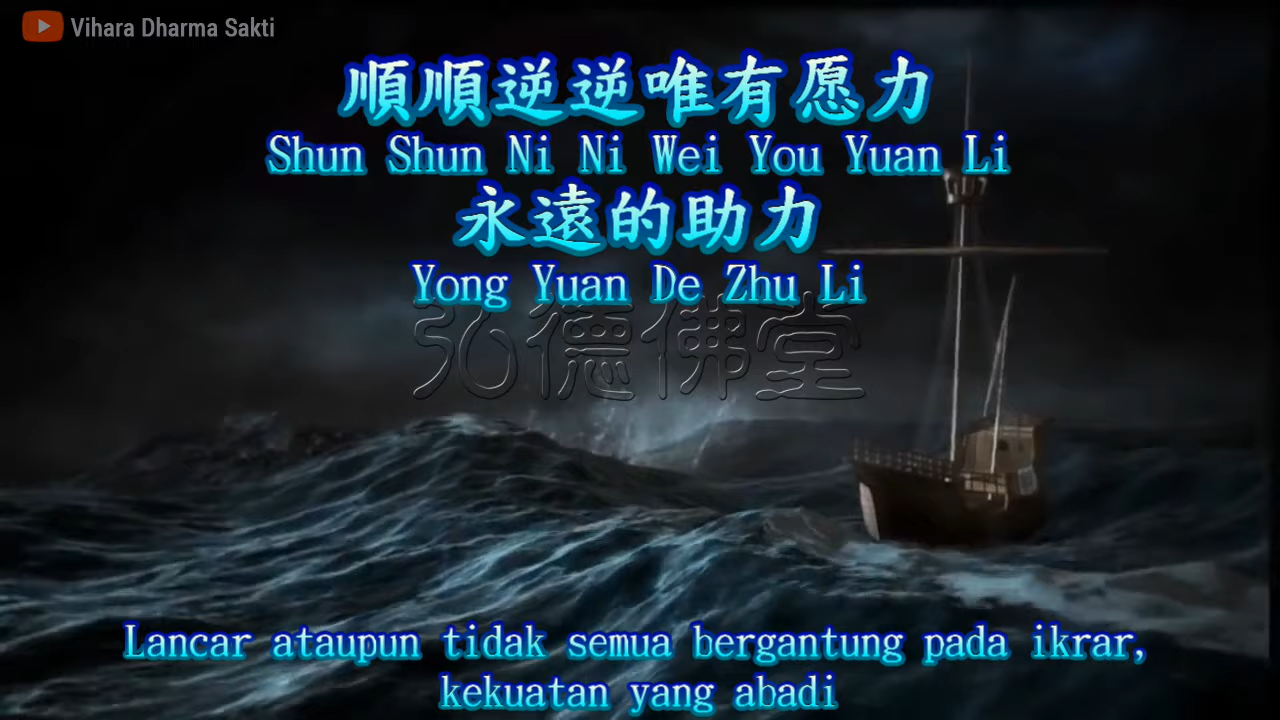 Vihara Dharma Sakti
順順逆逆唯有愿力
Shun Shun Ni Ni Wei You Yuan Li
永遠的助力
Yong Yuan De Zhu Li
弘德佛堂
Lancar ataupun tidak semua bergantung pada ikrar,
kekuatan yang abadi